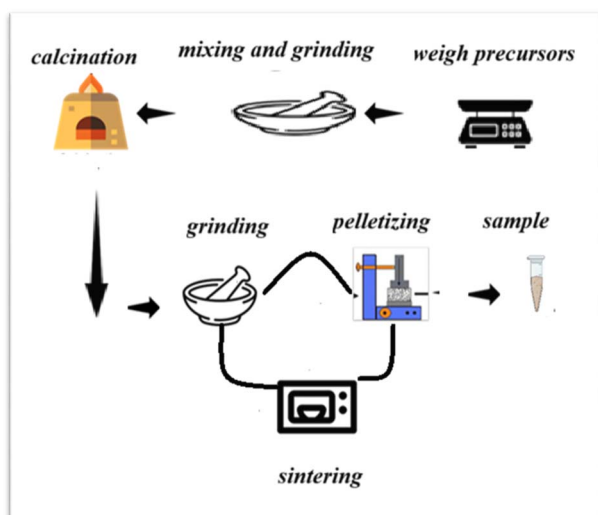 calcination
mixing and grinding
weigh precursors
grinding
pelletizing
sample
sintering